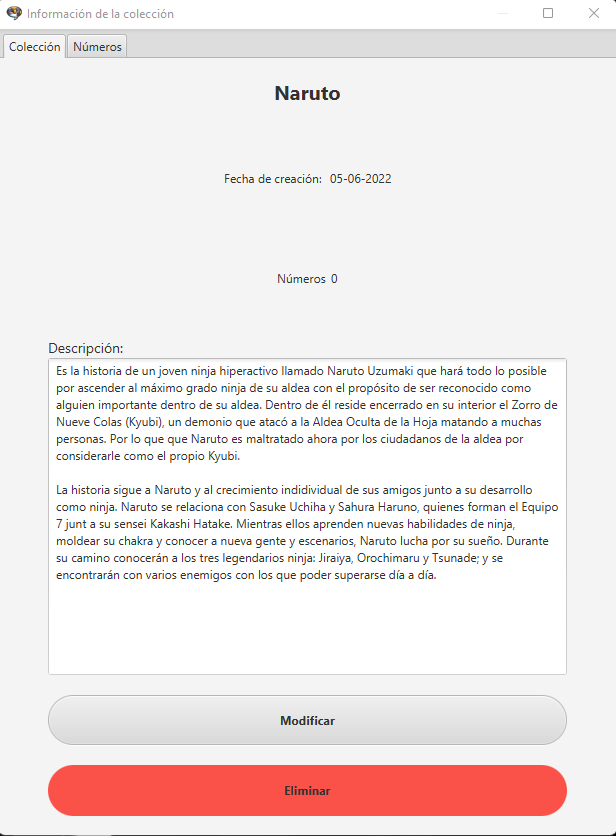 Información de la colección
Colección
Números
Naruto
Fecha de creación: 05-06-2022
Números 0
Descripción:
Es la historia de un joven ninja hiperactivo llamado Naruto Uzumaki que hará todo lo posible
por ascender al máximo grado ninja de su aldea con el propósito de ser reconocido como
alguien importante dentro de su aldea. Dentro de él reside encerrado en su interior el Zorro de
Nueve Colas (Kyubi), un demonio que atacó a la Aldea Oculta de la Hoja matando a muchas
personas. Por lo que que Naruto es maltratado ahora por los ciudadanos de la aldea por
considerarle como el propio Kyubi.
La historia sigue a Naruto y al crecimiento indidividual de sus amigos junto a su desarrollo
como ninja. Naruto se relaciona con Sasuke Uchiha y Sahura Haruno, quienes forman el Equipo
7 junt a su sensei Kakashi Hatake. Mientras ellos aprenden nuevas habilidades de ninja,
moldear su chakra y conocer a nueva gente y escenarios, Naruto lucha por su sueño. Durante
su camino conocerán a los tres legendarios ninja: Jiraiya, Orochimaru y Tsunade; y se
encontrarán con varios enemigos con los que poder superarse día a día.
Modificar
Eliminar